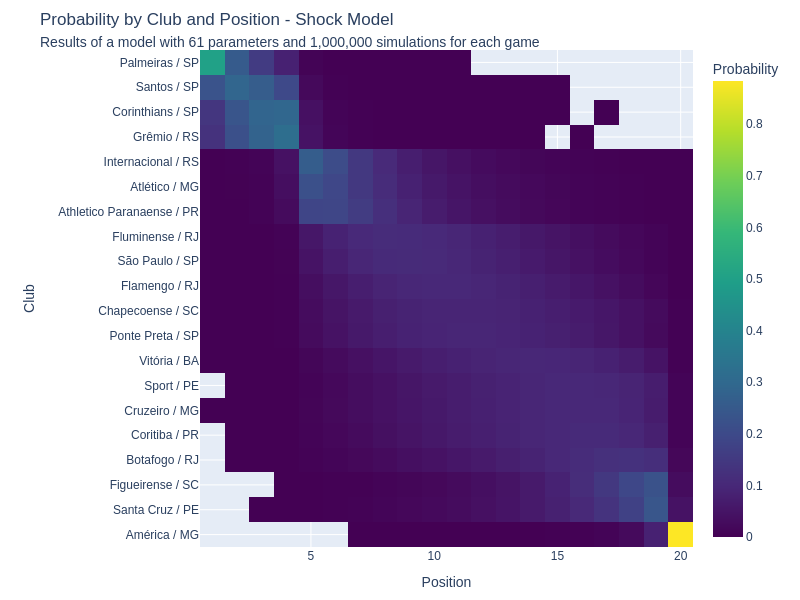 Probability by Club and Position - Shock Model
Results of a model with 61 parameters and 1,000,000 simulations for each game
Palmeiras / SP
Santos / SP
Corinthians / SP
Grêmio / RS
Internacional / RS
Atlético / MG
Athletico Paranaense / PR
Fluminense / RJ
São Paulo / SP
Flamengo / RJ
Chapecoense / SC
Ponte Preta / SP
Vitória / BA
Sport / PE
Cruzeiro / MG
Coritiba / PR
Botafogo / RJ
Figueirense / SC
Santa Cruz / PE
América / MG
Club
5
10
15
20
Position
Probability
0.8
0.7
0.6
0.5
0.4
0.3
0.2
0.1
0